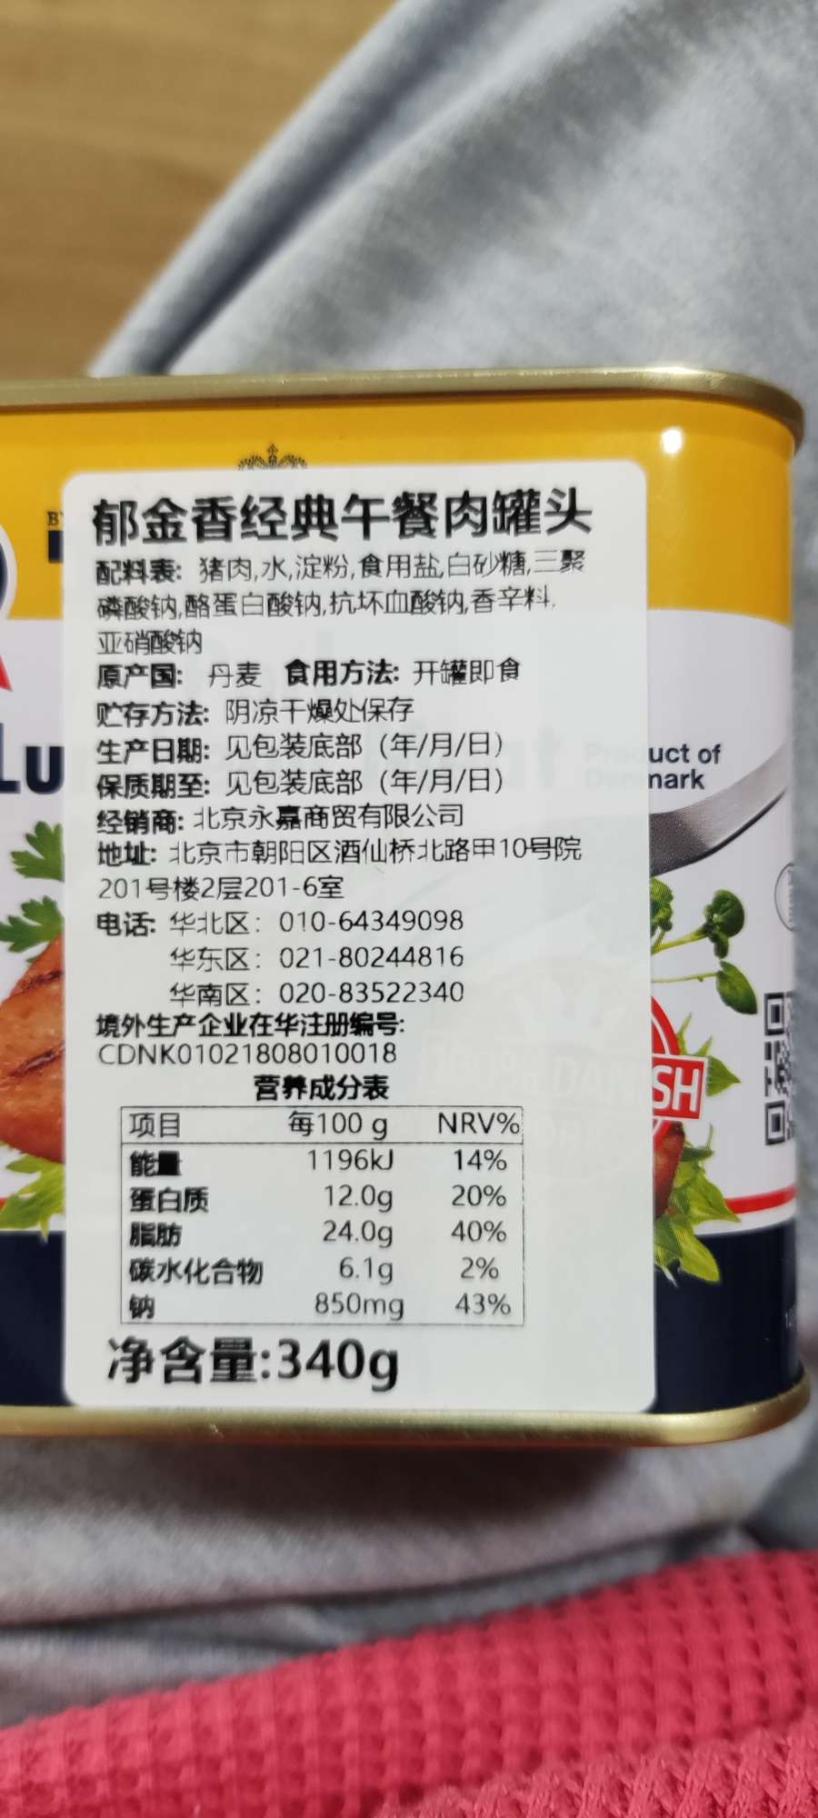 郁金香经典午餐肉罐头
配料表: 猪肉,水,淀粉,食用盐,白砂糖,三聚
磷酸钠,酪蛋白酸钠,抗坏血酸钠,香辛料,
亚硝酸钠
原产国: 丹麦 食用方法: 开罐即食
贮存方法: 阴凉干燥处保存
生产日期: 见包装底部 (年/月/日)
保质期至: 见包装底部 (年/月/日)
经销商: 北京永嘉商贸有限公司
地址: 北京市朝阳区酒仙桥北路甲10号院
201号楼2层201-6室
电话: 华北区: 010-64349098
华东区: 021-80244816
华南区: 020-83522340
境外生产企业在华注册编号:
CDNK01021808010018
营养成分表
项目 每100 g NRV%
能量 1196kJ 14%
蛋白质 12.0g 20%
脂肪 24.0g 40%
碳水化合物 6.1g 2%
钠 850mg 43%
净含量:340g
Lu
Product of
Denmark
DANISH